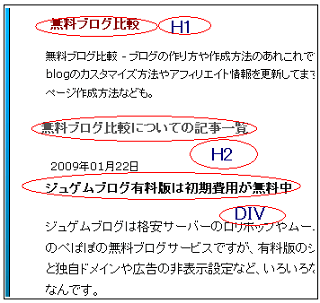 無料ブログ比較 H1
無料ブログ比較 - ブログの作り方や作成方法のあれこれで
blogのカスタマイズ方法やアフィリエイト情報を更新してます
ページ作成方法なども。
無料ブログ比較についての記事一覧
H2
2009年01月22日
ジュゲムブログ有料版は初期費用が無料中
DIV
ジュゲムブログは格安サーバーのロリポップやムー
のぺぱぼの無料ブログサービスですが、有料版の
と独自ドメインや広告の非表示設定など、いろいろな
なんです。